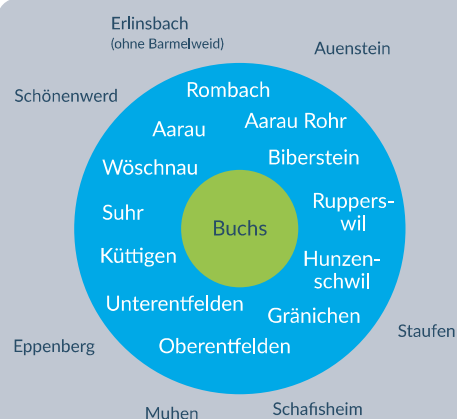 Erlinsbach
(ohne Barmelweid)
Auenstein
Schönenwerd
Rombach
Aarau
Aarau Rohr
Wöschnau
Biberstein
Suhr
Buchs
Ruppers-
wil
Küttigen
Hunzen-
schwil
Unterentfelden
Gränichen
Oberentfelden
Staufen
Eppenberg
Muhen
Schafisheim